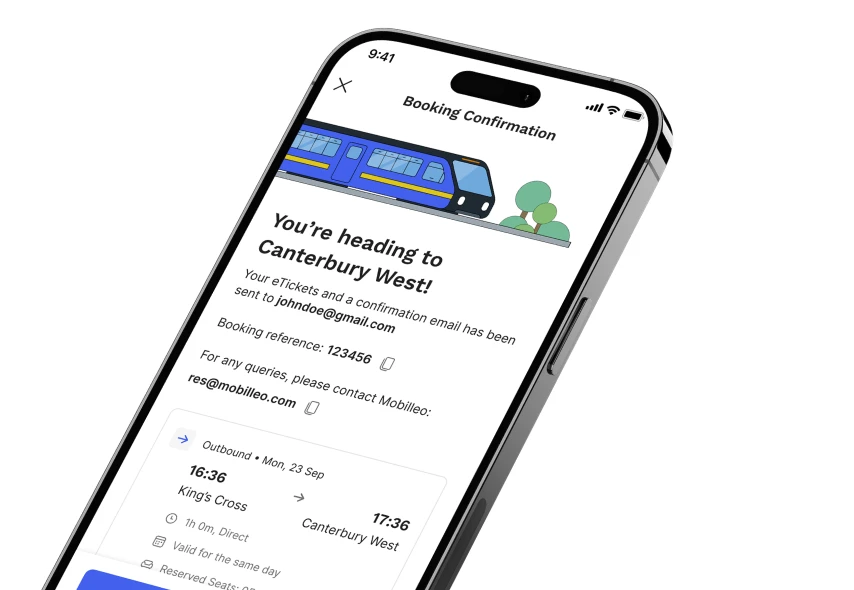 9:41
Booking Confirmation
You're heading to
Canterbury West!
Your eTickets and a confirmation email has been
sent to johndoe@gmail.com
Booking reference: 123456
For any queries, please contact Mobilleo:
res@mobilleo.com
Outbound • Mon, 23 Sep
16:36
King's Cross
17:36
Canterbury West
1h 0m, Direct
Valid for the same day
Reserved Seats: